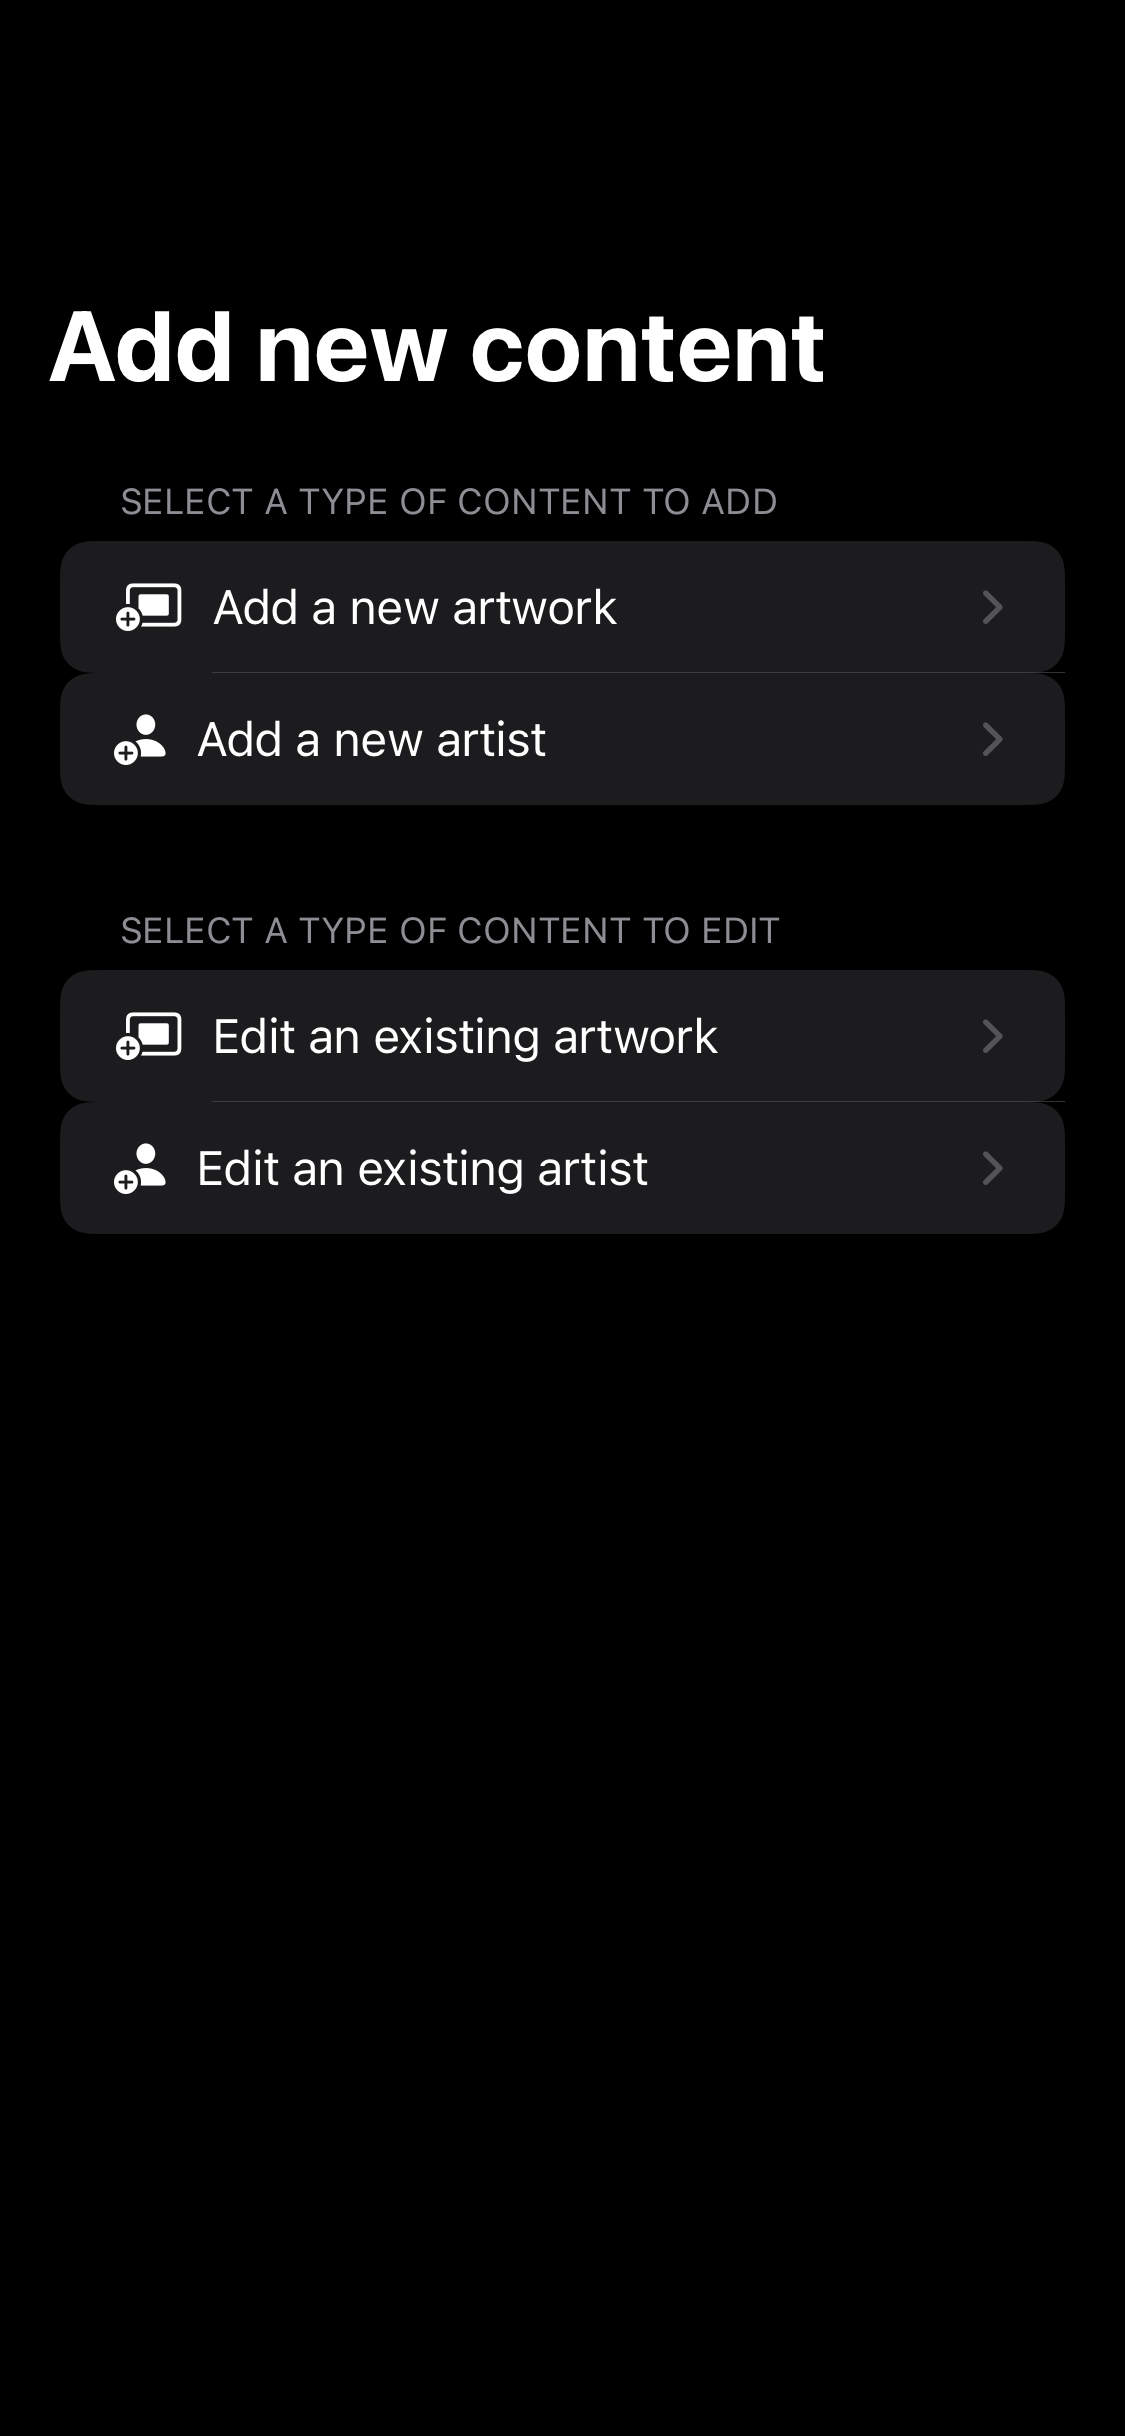 Add new content
SELECT A TYPE OF CONTENT TO ADD
Add a new artwork
Add a new artist
SELECT A TYPE OF CONTENT TO EDIT
Edit an existing artwork
Edit an existing artist